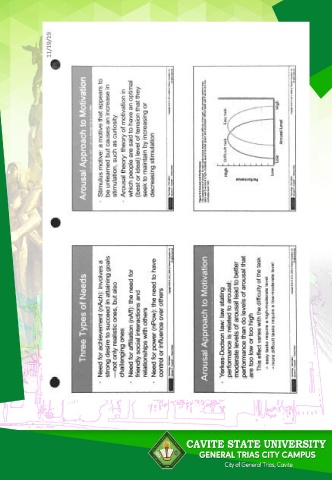 11/19/19
Three Types of Needs
Need for achievement (nAch): involves a
strong desire to succeed in attaining goals
—not only realistic ones, but also
challenging ones
Need for affiliation (nAff): the need for
friendly social interactions and
relationships with others
Need for power (nPow): the need to have
control or influence over others
Arousal Approach to Motivation
Stimulus motive: a motive that appears to
be unlearned but causes an increase in
stimulation, such as curiosity
Arousal theory: theory of motivation in
which people are said to have an optimal
(best or ideal) level of tension that they
seek to maintain by increasing or
decreasing stimulation
Arousal Approach to Motivation
Yerkes-Dodson law: law stating
performance is related to arousal;
moderate levels of arousal lead to better
performance than do levels of arousal that
are too low or too high
This effect varies with the difficulty of the task
easy tasks require a high-moderate level
more difficult tasks require a low-moderate level
High
Difficult task
Easy task
Performance
Low
Low
High
Arousal Level
CAVITE STATE UNIVERSITY
GENERAL TRIAS CITY CAMPUS
City of General Trias, Cavite